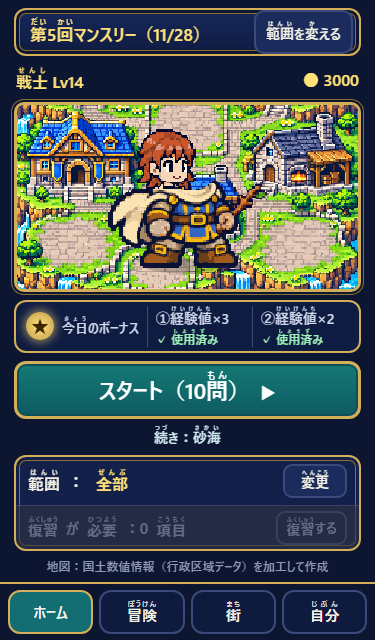 第5回マンスリー（11/28）
範囲を変える
戦士 Lv14
3000
今日のボーナス
①経験値×3
✓ 使用済み
②経験値×2
✓ 使用済み
スタート（10問） ▶
続き：砂海
範囲 ： 全部
変更
復習 が 必要 ：0 項目
復習する
地図：国土数値情報（行政区域データ）を加工して作成
ホーム
冒険
街
自分